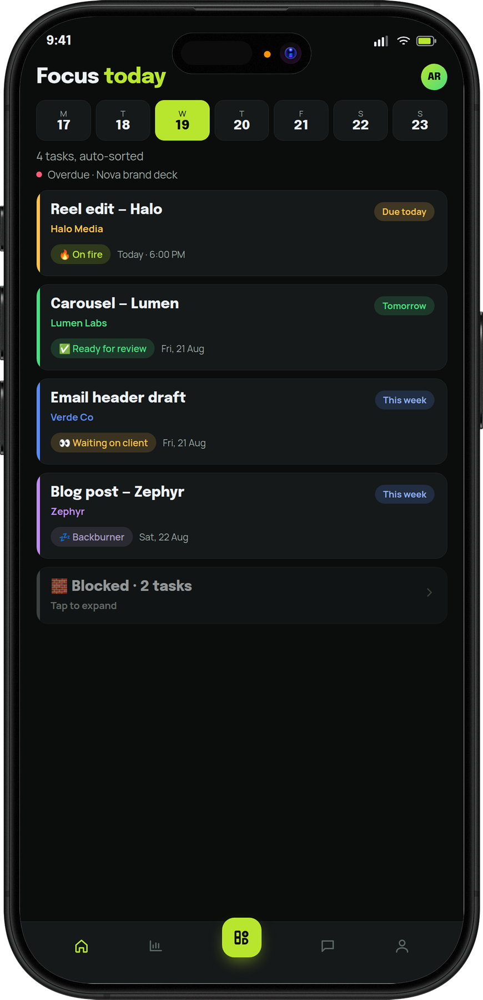 9:41
Focus today
AR
M T W T F S S
17 18 19 20 21 22 23
4 tasks, auto-sorted
Overdue · Nova brand deck
Reel edit – Halo
Due today
Halo Media
🔥 On fire
Today · 6:00 PM
Carousel – Lumen
Tomorrow
Lumen Labs
✅ Ready for review
Fri, 21 Aug
Email header draft
This week
Verde Co
👀 Waiting on client
Fri, 21 Aug
Blog post – Zephyr
This week
Zephyr
💤 Backburner
Sat, 22 Aug
🧱 Blocked · 2 tasks
Tap to expand